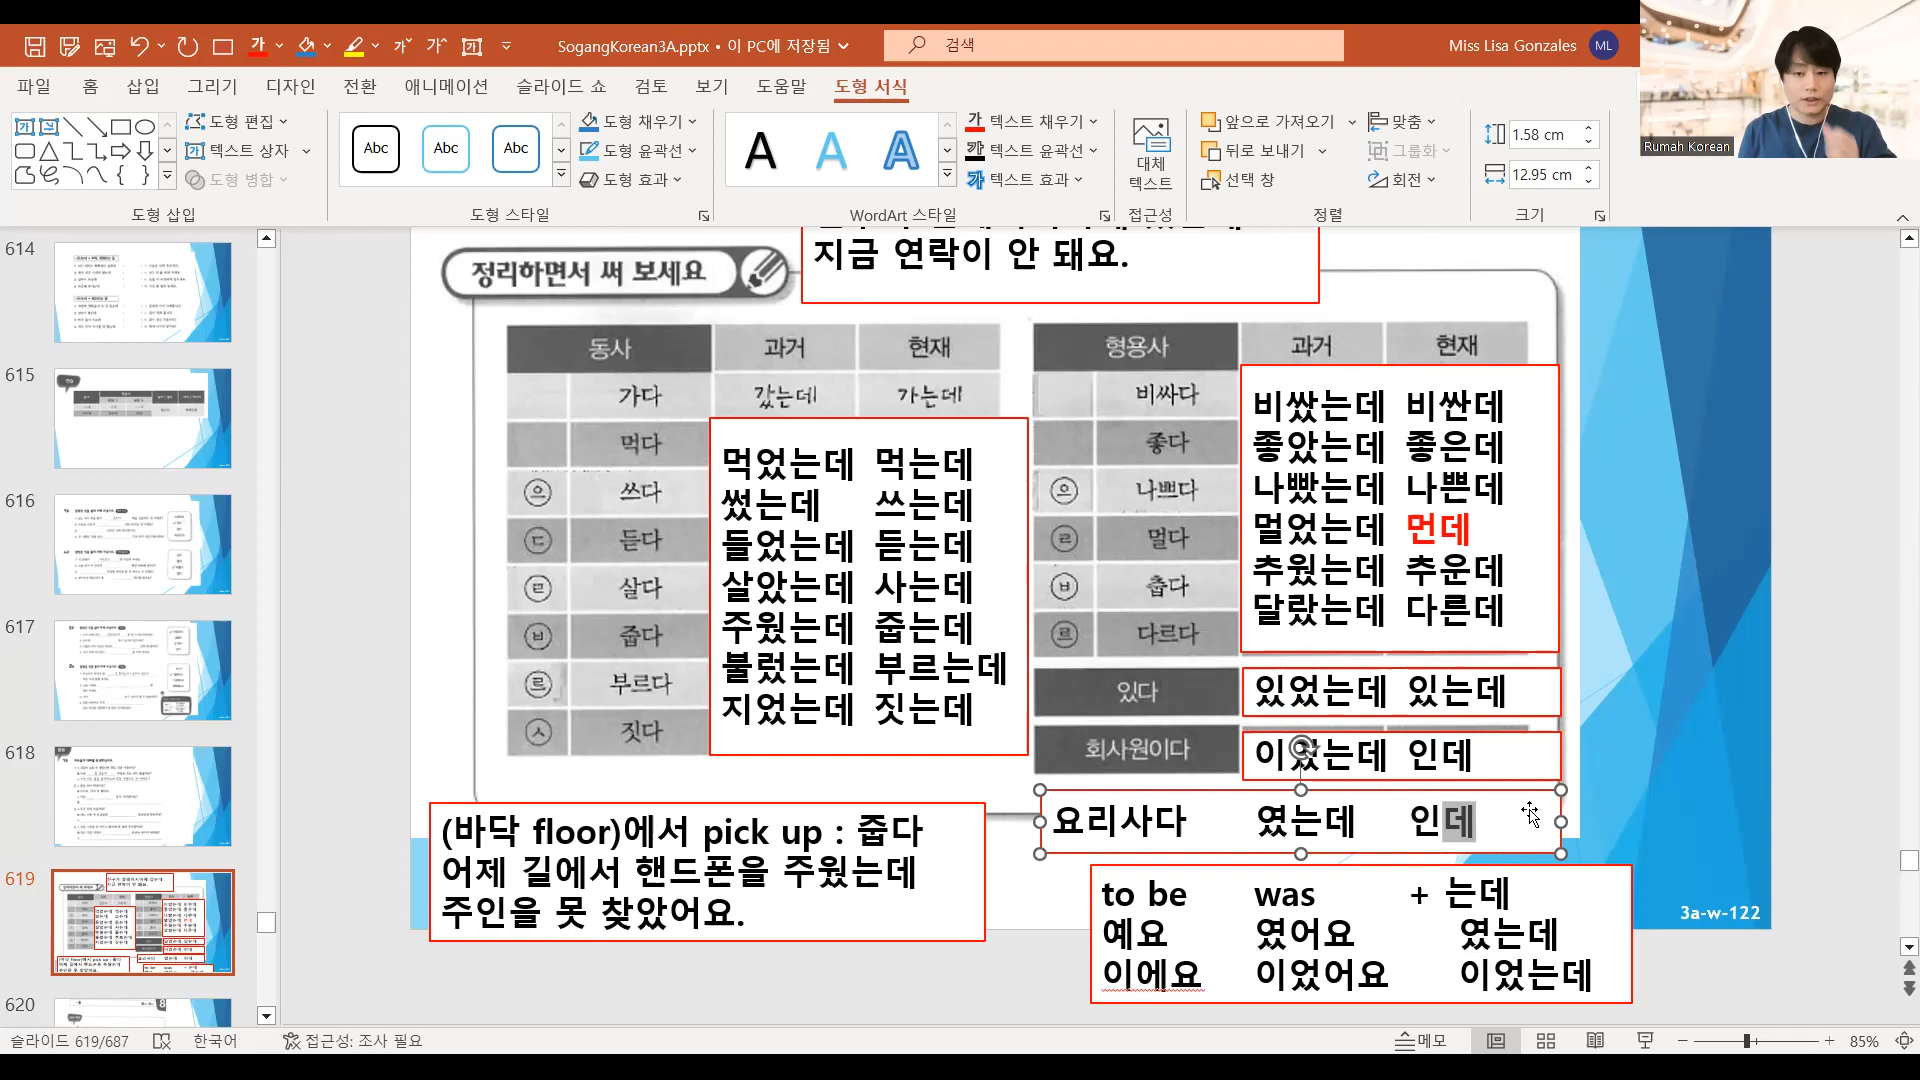 SogangKorean3A.pptx • 이 PC에 저장됨
검색
Miss Lisa Gonzales
ML
Rumah Korean
파일 홈 삽입 그리기 디자인 전환 애니메이션 슬라이드 쇼 검토 보기 도움말 도형 서식
도형 편집
텍스트 상자
도형 병합
도형 삽입
Abc Abc Abc
도형 채우기
도형 윤곽선
도형 효과
도형 스타일
A A A
텍스트 채우기
텍스트 윤곽선
텍스트 효과
WordArt 스타일
대체
텍스트
접근성
앞으로 가져오기
뒤로 보내기
선택 창
맞춤
그룹화
회전
정렬
1.58 cm
12.95 cm
크기
614
615
616
617
618
619
620
지금 연락이 안 돼요.
정리하면서 써 보세요
동사 과거 현재
가다 갔는데 가는데
먹다 먹었는데 먹는데
으 쓰다 썼는데 쓰는데
ㄷ 듣다 들었는데 듣는데
ㄹ 살다 살았는데 사는데
ㅂ 줍다 주웠는데 줍는데
르 부르다 불렀는데 부르는데
ㅅ 짓다 지었는데 짓는데
형용사 과거 현재
비싸다 비쌌는데 비싼데
좋다 좋았는데 좋은데
으 나쁘다 나빴는데 나쁜데
ㄹ 멀다 멀었는데 먼데
ㅂ 춥다 추웠는데 추운데
르 다르다 달랐는데 다른데
있다 있었는데 있는데
회사원이다 이었는데 인데
요리사다 였는데 인데
(바닥 floor)에서 pick up : 줍다
어제 길에서 핸드폰을 주웠는데
주인을 못 찾았어요.
to be was + 는데
예요 였어요 였는데
이에요 이었어요 이었는데
3a-w-122
슬라이드 619/687
한국어
접근성: 조사 필요
메모
85%